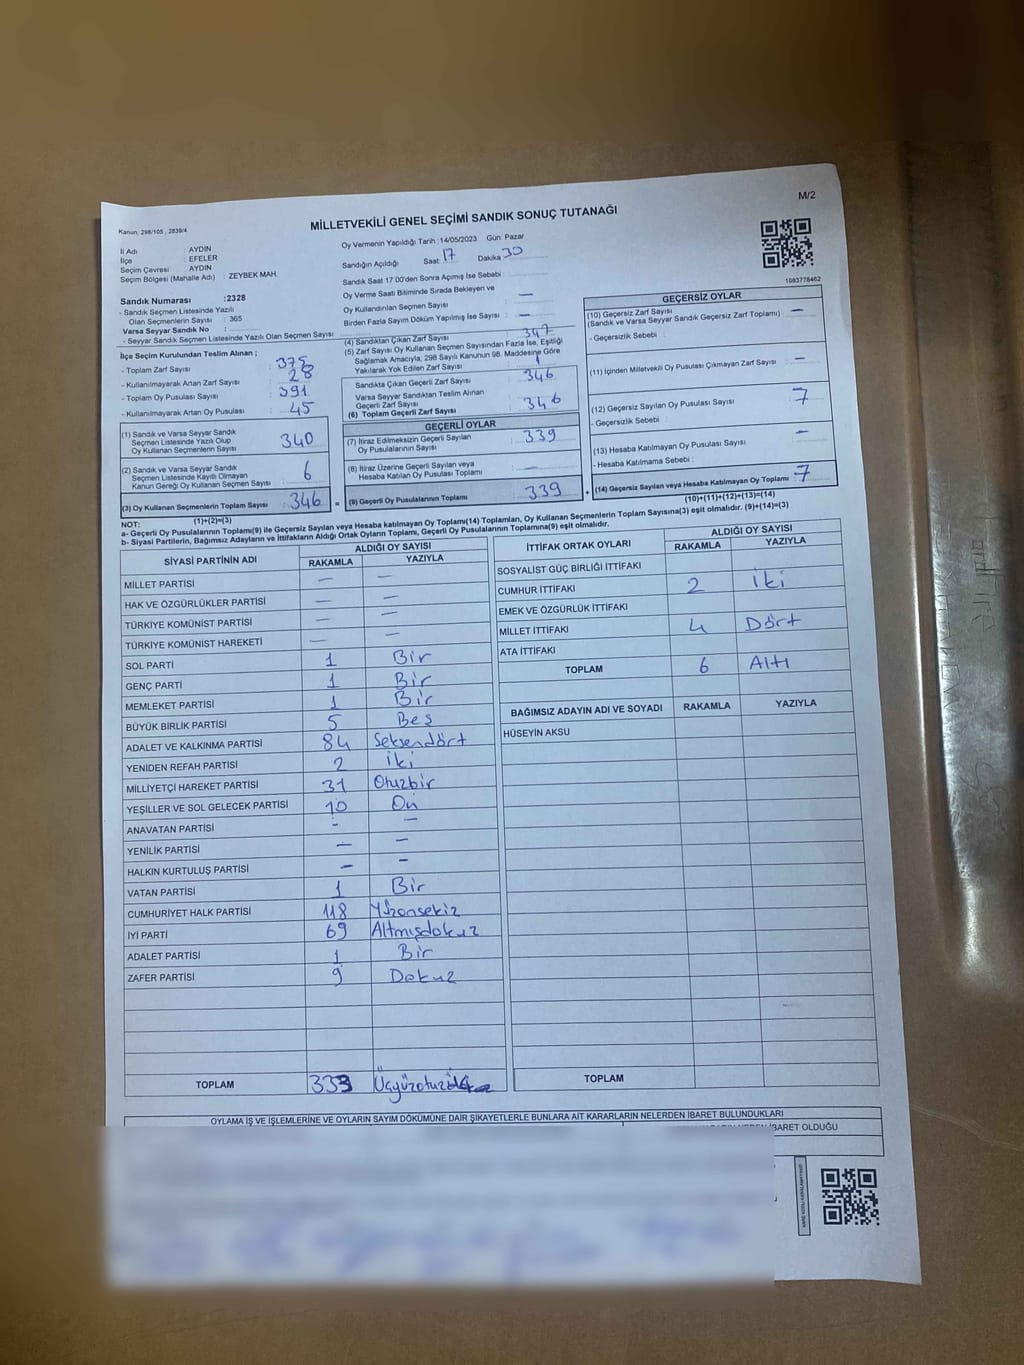 M/2
Kanun: 298/105 , 2839/4
MİLLETVEKİLİ GENEL SEÇİMİ SANDIK SONUÇ TUTANAĞI
İl Adı : AYDIN
İlçe : EFELER
Seçim Çevresi : AYDIN
Seçim Bölgesi (Mahalle Adı) : ZEYBEK MAH.
Sandık Numarası :2328
- Sandık Seçmen Listesinde Yazılı
Olan Seçmenlerin Sayısı : 365
Varsa Seyyar Sandık No :
- Seyyar Sandık Seçmen Listesinde Yazılı Olan Seçmen Sayısı :
İlçe Seçim Kurulundan Teslim Alınan ;
- Toplam Zarf Sayısı : 375
- Kullanılmayarak Artan Zarf Sayısı : 28
- Toplam Oy Pusulası Sayısı : 391
- Kullanılmayarak Artan Oy Pusulası : 45
(1) Sandık ve Varsa Seyyar Sandık
Seçmen Listesinde Yazılı Olup
Oy Kullanan Seçmenlerin Sayısı : 340
(2) Sandık ve Varsa Seyyar Sandık
Seçmen Listesinde Kayıtlı Olmayan
Kanun Gereği Oy Kullanan Seçmen Sayısı : 6
(3) Oy Kullanan Seçmenlerin Toplam Sayısı : 346 =
(1)+(2)=(3)
Oy Vermenin Yapıldığı Tarih :14/05/2023 Gün: Pazar
Sandığın Açıldığı Saat: 17 Dakika 30
Sandık Saat 17 00'den Sonra Açılmış İse Sebebi :
Oy Verme Saati Bitiminde Sırada Bekleyen ve
Oy Kullandırılan Seçmen Sayısı : —
Birden Fazla Sayım Döküm Yapılmış İse Sayısı : —
(4) Sandıktan Çıkan Zarf Sayısı : 347
(5) Zarf Sayısı Oy Kullanan Seçmen Sayısından Fazla İse, Eşitliği
Sağlamak Amacıyla, 298 Sayılı Kanunun 98. Maddesine Göre
Yakılarak Yok Edilen Zarf Sayısı : 1
Sandıkta Çıkan Geçerli Zarf Sayısı : 346
Varsa Seyyar Sandıktan Teslim Alınan
Geçerli Zarf Sayısı :
(6) Toplam Geçerli Zarf Sayısı : 346
GEÇERLİ OYLAR
(7) İtiraz Edilmeksizin Geçerli Sayılan
Oy Pusulalarının Sayısı : 339
(8) İtiraz Üzerine Geçerli Sayılan veya
Hesaba Katılan Oy Pusulası Toplamı : —
(9) Geçerli Oy Pusulalarının Toplamı : 339 +
1083778462
GEÇERSİZ OYLAR
(10) Geçersiz Zarf Sayısı : —
(Sandık ve Varsa Seyyar Sandık Geçersiz Zarf Toplamı)
- Geçersizlik Sebebi :
(11) İçinden Milletvekili Oy Pusulası Çıkmayan Zarf Sayısı : —
(12) Geçersiz Sayılan Oy Pusulası Sayısı : 7
- Geçersizlik Sebebi :
(13) Hesaba Katılmayan Oy Pusulası Sayısı : —
- Hesaba Katılmama Sebebi :
(14) Geçersiz Sayılan veya Hesaba Katılmayan Oy Toplamı : 7
(10)+(11)+(12)+(13)=(14)
NOT:
a- Geçerli Oy Pusulalarının Toplamı(9) ile Geçersiz Sayılan veya Hesaba katılmayan Oy Toplamı(14) Toplamları, Oy Kullanan Seçmenlerin Toplam Sayısına(3) eşit olmalıdır. (9)+(14)=(3)
b- Siyasi Partilerin, Bağımsız Adayların ve İttifakların Aldığı Ortak Oyların Toplamı, Geçerli Oy Pusulalarının Toplamına(9) eşit olmalıdır.
SİYASİ PARTİNİN ADI ALDIĞI OY SAYISI
RAKAMLA YAZIYLA
MİLLET PARTİSİ — —
HAK VE ÖZGÜRLÜKLER PARTİSİ — —
TÜRKİYE KOMÜNİST PARTİSİ — —
TÜRKİYE KOMÜNİST HAREKETİ — —
SOL PARTİ 1 Bir
GENÇ PARTİ 1 Bir
MEMLEKET PARTİSİ 1 Bir
BÜYÜK BİRLİK PARTİSİ 5 Beş
ADALET VE KALKINMA PARTİSİ 84 Seksendört
YENİDEN REFAH PARTİSİ 2 İki
MİLLİYETÇİ HAREKET PARTİSİ 31 Otuzbir
YEŞİLLER VE SOL GELECEK PARTİSİ 10 On
ANAVATAN PARTİSİ - —
YENİLİK PARTİSİ — —
HALKIN KURTULUŞ PARTİSİ — —
VATAN PARTİSİ 1 Bir
CUMHURİYET HALK PARTİSİ 118 Yüzonsekiz
İYİ PARTİ 69 Altmışdokuz
ADALET PARTİSİ 1 Bir
ZAFER PARTİSİ 9 Dokuz
TOPLAM 333
İTTİFAK ORTAK OYLARI ALDIĞI OY SAYISI
RAKAMLA YAZIYLA
SOSYALİST GÜÇ BİRLİĞİ İTTİFAKI
CUMHUR İTTİFAKI 2 İki
EMEK VE ÖZGÜRLÜK İTTİFAKI
MİLLET İTTİFAKI 4 Dört
ATA İTTİFAKI
TOPLAM 6 Altı
BAĞIMSIZ ADAYIN ADI VE SOYADI RAKAMLA YAZIYLA
HÜSEYİN AKSU
TOPLAM
OYLAMA İŞ VE İŞLEMLERİNE VE OYLARIN SAYIM DÖKÜMÜNE DAİR ŞİKAYETLERLE BUNLARA AİT KARARLARIN NELERDEN İBARET BULUNDUKLARI
İBARET OLDUĞU